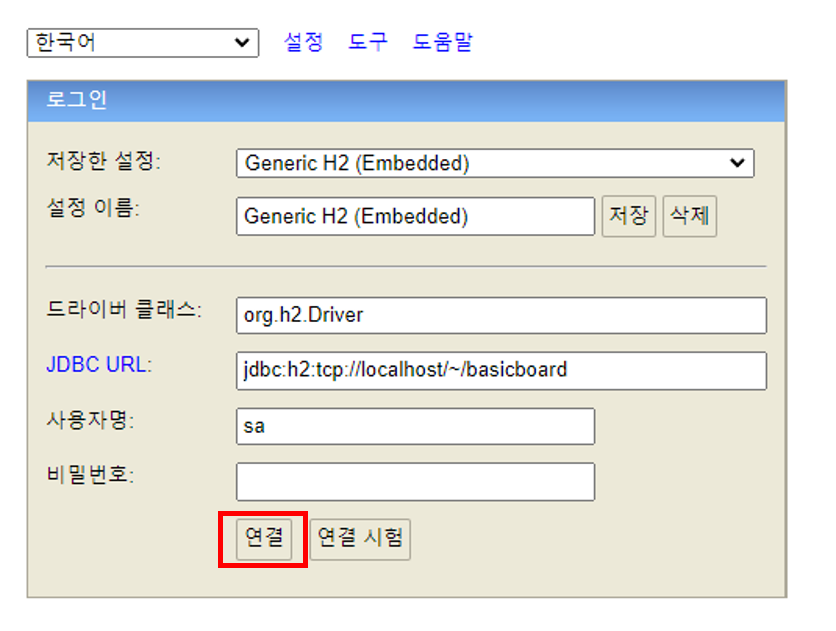 한국어 설정 도구 도움말
로그인
저장한 설정: Generic H2 (Embedded)
설정 이름: Generic H2 (Embedded) 저장 삭제
드라이버 클래스: org.h2.Driver
JDBC URL: jdbc:h2:tcp://localhost/~/basicboard
사용자명: sa
비밀번호:
연결 연결 시험